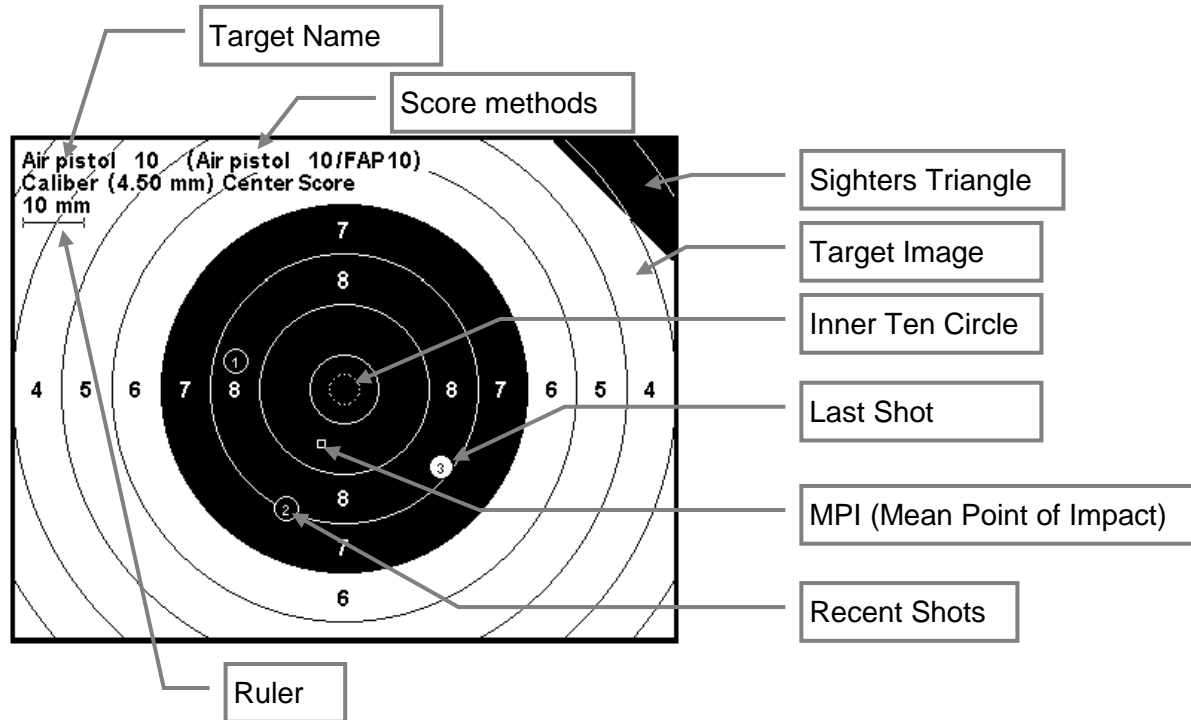 Target Name
Score methods
Air pistol 10 (Air pistol 10/FAP10)
Caliber (4.50 mm) Center Score
10 mm
Sighters Triangle
7
Target Image
8
Inner Ten Circle
1
4 5 6 7 8 8 7 6 5 4
Last Shot
3
8
2
MPI (Mean Point of Impact)
7
6
Recent Shots
Ruler